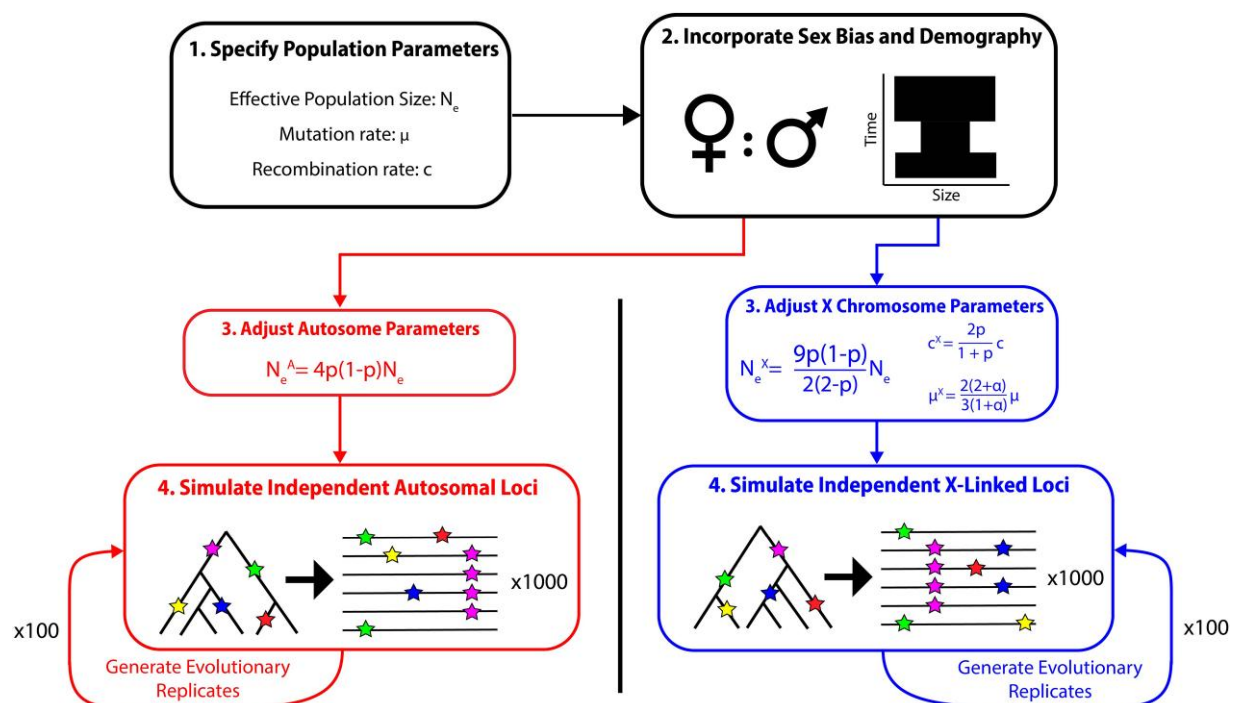 1. Specify Population Parameters
Effective Population Size: Nₑ
Mutation rate: μ
Recombination rate: c
2. Incorporate Sex Bias and Demography
♀:♂
Time
Size
3. Adjust Autosome Parameters
Nₑᴬ= 4p(1-p)Nₑ
3. Adjust X Chromosome Parameters
Nₑˣ= 9p(1-p)/2(2-p) Nₑ
cˣ= 2p/1 + p c
μˣ= 2(2+α)/3(1+α) μ
4. Simulate Independent Autosomal Loci
x1000
x100
Generate Evolutionary
Replicates
4. Simulate Independent X-Linked Loci
x1000
x100
Generate Evolutionary
Replicates